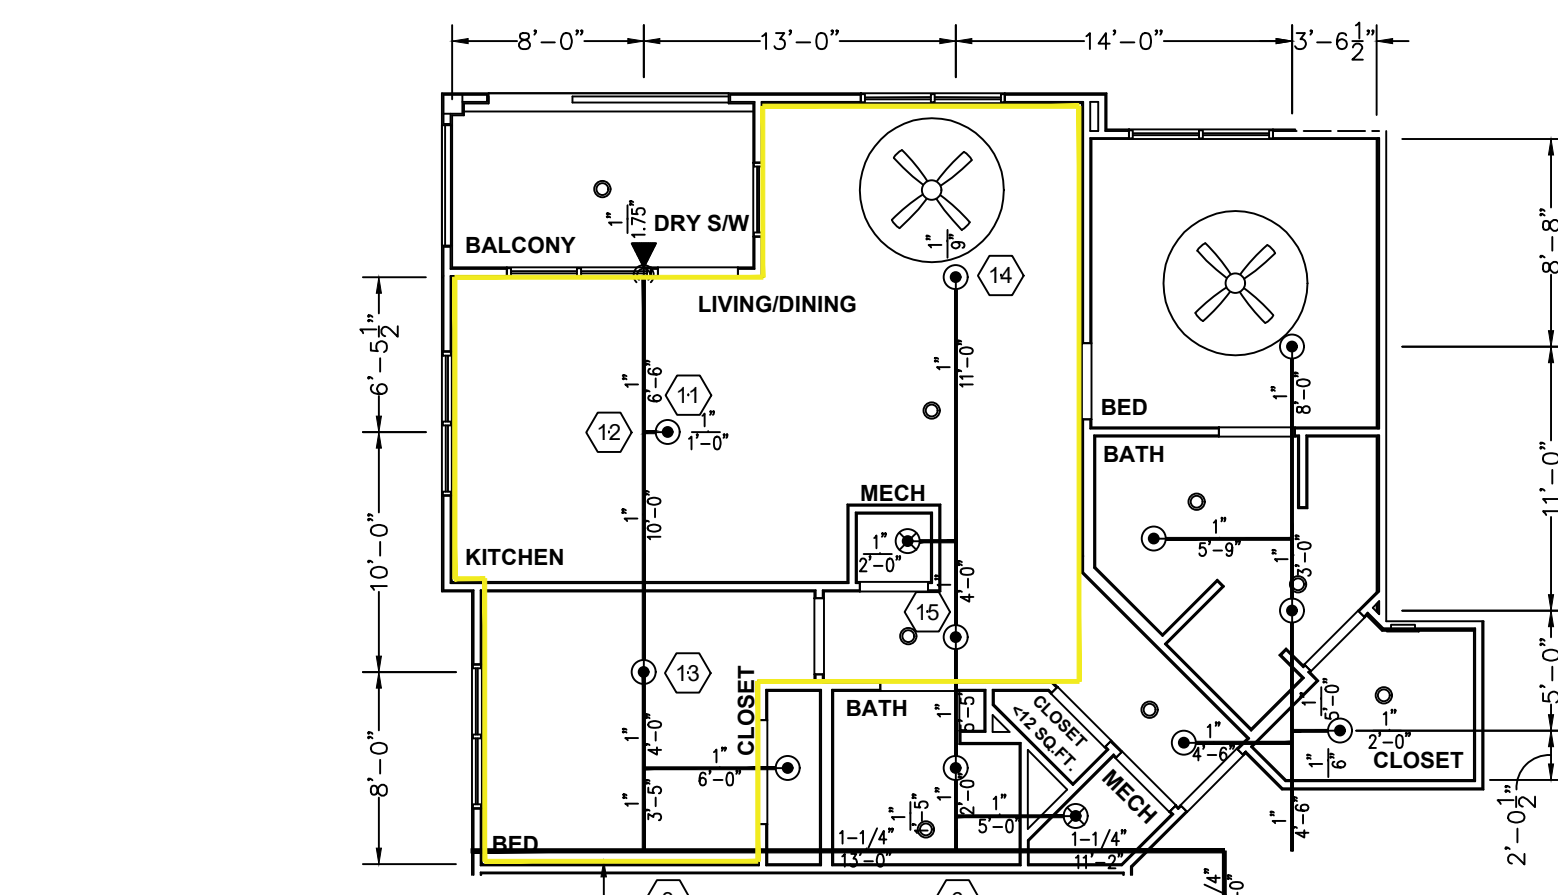 8'-0" 13'-0" 14'-0" 3'-6 1/2"
1" 1.75"
DRY S/W
BALCONY
1" 9"
14
LIVING/DINING
8'-8"
6'-5 1/2"
1" 6'-6"
11
1" 11'-0"
1" 8'-0"
12
1" 1'-0"
BED
BATH
MECH
11'-0"
10'-0"
1" 10'-0"
1" 2'-0"
1" 5'-9"
1" 3'-0"
KITCHEN
1" 4'-0"
15
13
CLOSET
5'-0"
BATH
CLOSET
<12 SQ.FT.
1" 5'-0"
1" 4'-0"
1" 4'-6"
1" 2'-0"
1" 6"
CLOSET
8'-0"
1" 6'-0"
1" 3'-5"
1" 2'-0"
1" 5'-0"
MECH
2'-0 1/2"
1" 4'-6"
BED
1-1/4" 13'-0"
1-1/4" 11'-2"